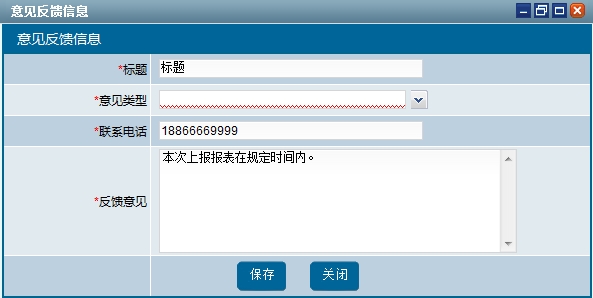 意见反馈信息
意见反馈信息
*标题 标题
*意见类型
*联系电话 18866669999
*反馈意见 本次上报报表在规定时间内。
保存 关闭